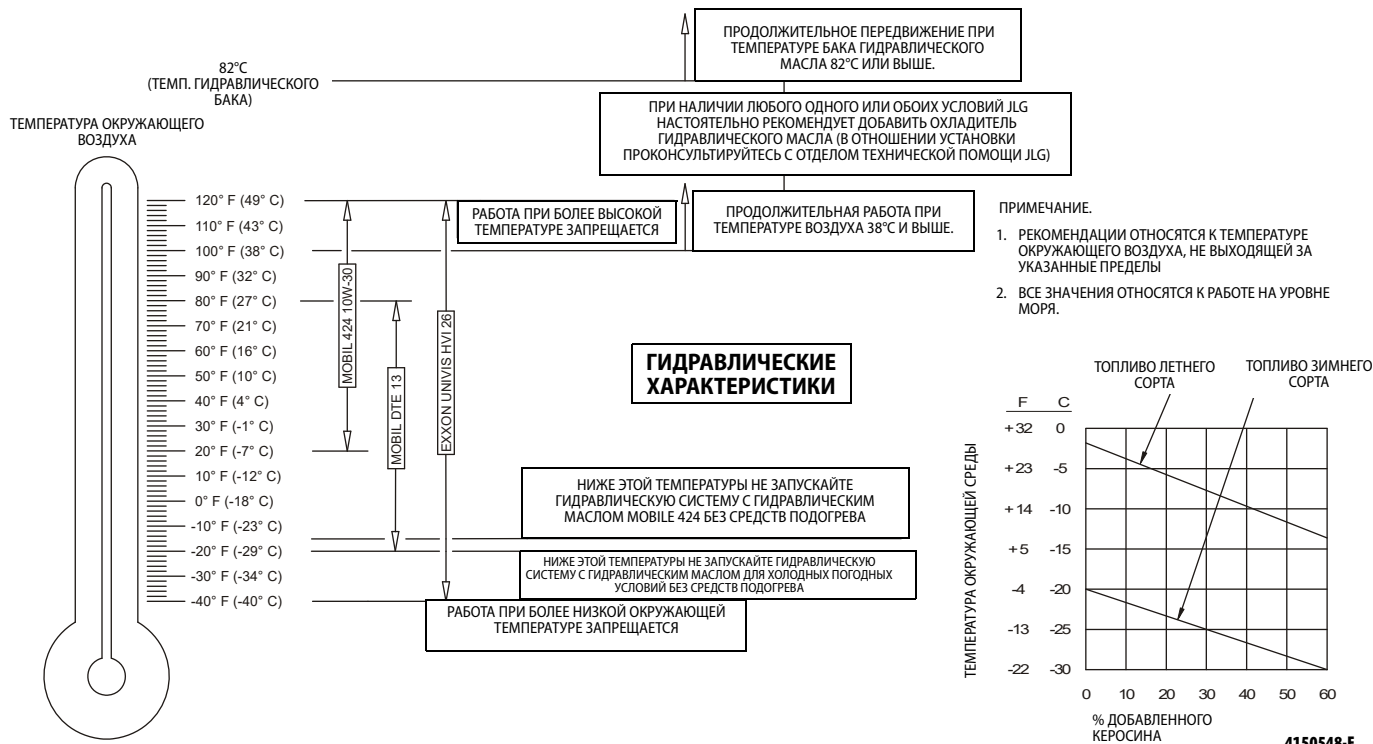 82°C
(ТЕМП. ГИДРАВЛИЧЕСКОГО
БАКА)
ТЕМПЕРАТУРА ОКРУЖАЮЩЕГО
ВОЗДУХА
120° F (49° C)
110° F (43° C)
100° F (38° C)
90° F (32° C)
80° F (27° C)
70° F (21° C)
60° F (16° C)
50° F (10° C)
40° F (4° C)
30° F (-1° C)
20° F (-7° C)
10° F (-12° C)
0° F (-18° C)
-10° F (-23° C)
-20° F (-29° C)
-30° F (-34° C)
-40° F (-40° C)
MOBIL 424 10W-30
MOBIL DTE 13
EXXON UNIVIS HVI 26
ПРОДОЛЖИТЕЛЬНОЕ ПЕРЕДВИЖЕНИЕ ПРИ
ТЕМПЕРАТУРЕ БАКА ГИДРАВЛИЧЕСКОГО
МАСЛА 82°C ИЛИ ВЫШЕ.
ПРИ НАЛИЧИИ ЛЮБОГО ОДНОГО ИЛИ ОБОИХ УСЛОВИЙ JLG
НАСТОЯТЕЛЬНО РЕКОМЕНДУЕТ ДОБАВИТЬ ОХЛАДИТЕЛЬ
ГИДРАВЛИЧЕСКОГО МАСЛА (В ОТНОШЕНИИ УСТАНОВКИ
ПРОКОНСУЛЬТИРУЙТЕСЬ С ОТДЕЛОМ ТЕХНИЧЕСКОЙ ПОМОЩИ JLG)
РАБОТА ПРИ БОЛЕЕ ВЫСОКОЙ
ТЕМПЕРАТУРЕ ЗАПРЕЩАЕТСЯ
ПРОДОЛЖИТЕЛЬНАЯ РАБОТА ПРИ
ТЕМПЕРАТУРЕ ВОЗДУХА 38°C И ВЫШЕ.
ГИДРАВЛИЧЕСКИЕ
ХАРАКТЕРИСТИКИ
НИЖЕ ЭТОЙ ТЕМПЕРАТУРЫ НЕ ЗАПУСКАЙТЕ
ГИДРАВЛИЧЕСКУЮ СИСТЕМУ С ГИДРАВЛИЧЕСКИМ
МАСЛОМ MOBILE 424 БЕЗ СРЕДСТВ ПОДОГРЕВА
НИЖЕ ЭТОЙ ТЕМПЕРАТУРЫ НЕ ЗАПУСКАЙТЕ ГИДРАВЛИЧЕСКУЮ
СИСТЕМУ С ГИДРАВЛИЧЕСКИМ МАСЛОМ ДЛЯ ХОЛОДНЫХ ПОГОДНЫХ
УСЛОВИЙ БЕЗ СРЕДСТВ ПОДОГРЕВА
РАБОТА ПРИ БОЛЕЕ НИЗКОЙ ОКРУЖАЮЩЕЙ
ТЕМПЕРАТУРЕ ЗАПРЕЩАЕТСЯ
ПРИМЕЧАНИЕ.
1. РЕКОМЕНДАЦИИ ОТНОСЯТСЯ К ТЕМПЕРАТУРЕ
ОКРУЖАЮЩЕГО ВОЗДУХА, НЕ ВЫХОДЯЩЕЙ ЗА
УКАЗАННЫЕ ПРЕДЕЛЫ
2. ВСЕ ЗНАЧЕНИЯ ОТНОСЯТСЯ К РАБОТЕ НА УРОВНЕ
МОРЯ.
ТОПЛИВО ЛЕТНЕГО
СОРТА
ТОПЛИВО ЗИМНЕГО
СОРТА
ТЕМПЕРАТУРА ОКРУЖАЮЩЕЙ СРЕДЫ
F C
+32 0
+23 -5
+14 -10
+5 -15
-4 -20
-13 -25
-22 -30
0 10 20 30 40 50 60
% ДОБАВЛЕННОГО
КЕРОСИНА
4150548-E